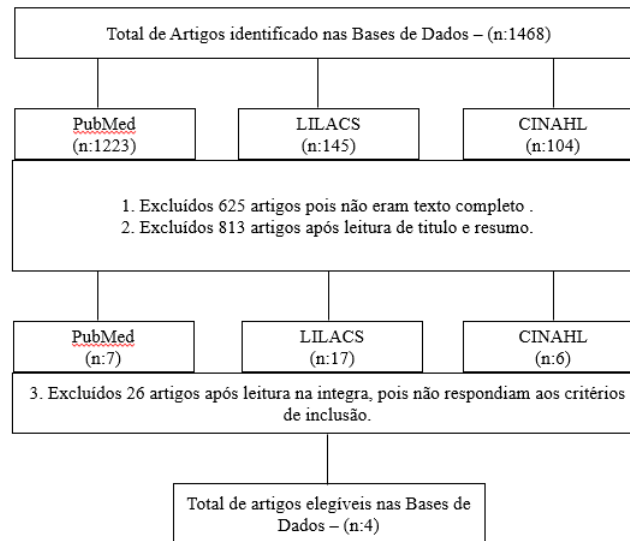 Total de Artigos identificado nas Bases de Dados – (n:1468)
PubMed
(n:1223)
LILACS
(n:145)
CINAHL
(n:104)
1. Excluídos 625 artigos pois não eram texto completo .
2. Excluídos 813 artigos após leitura de titulo e resumo.
PubMed
(n:7)
LILACS
(n:17)
CINAHL
(n:6)
3. Excluídos 26 artigos após leitura na integra, pois não respondiam aos critérios
de inclusão.
Total de artigos elegíveis nas Bases de
Dados – (n:4)